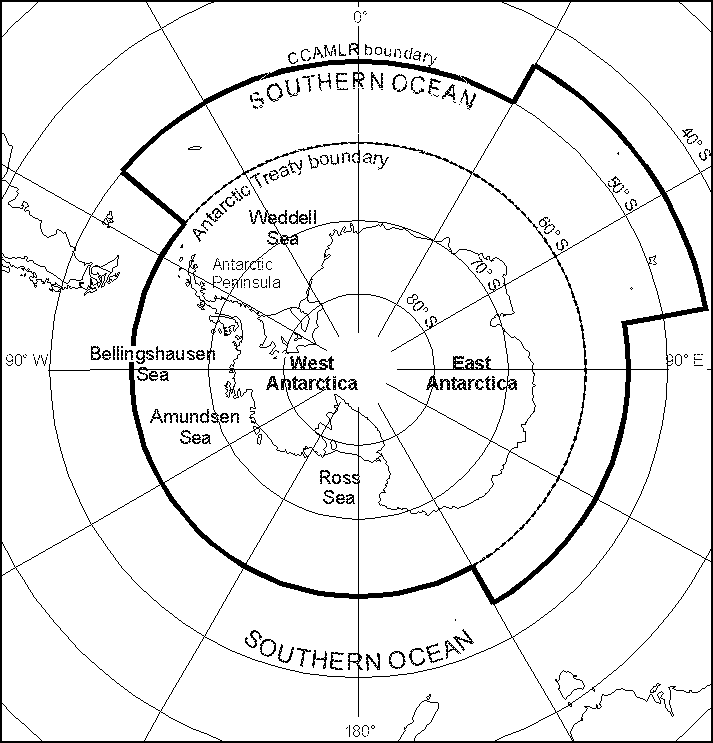 0°
CCAMLR boundary
SOUTHERN OCEAN
40° S
Antarctic Treaty boundary
50° S
Weddell
Sea
60° S
Antarctic
Peninsula
70° S
80° S
90° W
Bellingshausen
Sea
West
Antarctica
East
Antarctica
90° E
Amundsen
Sea
Ross
Sea
SOUTHERN OCEAN
180°